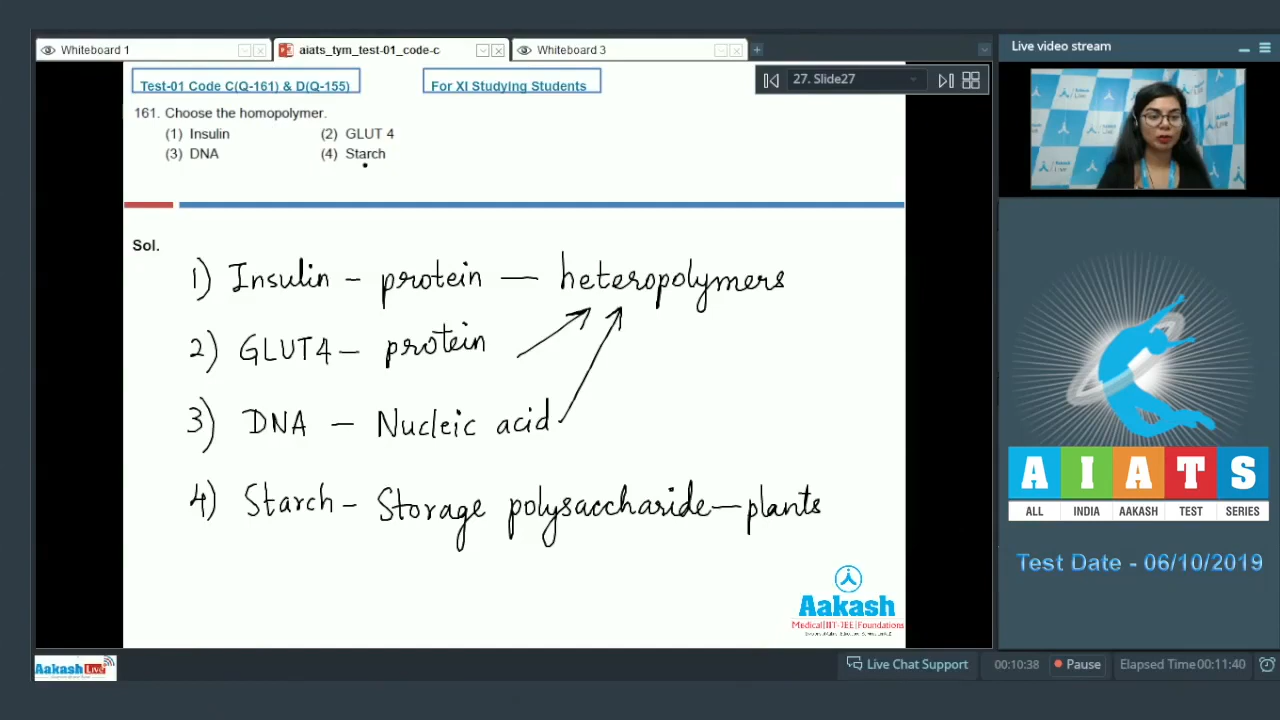 Whiteboard 1
aiats_tym_test-01_code-c
Whiteboard 3
Live video stream
Test-01 Code C(Q-161) & D(Q-155)
For XI Studying Students
27. Slide27
161. Choose the homopolymer.
(1) Insulin (2) GLUT 4
(3) DNA (4) Starch
Sol.
1) Insulin - protein — heteropolymers
2) GLUT4 - protein
3) DNA - Nucleic acid
4) Starch - Storage polysaccharide - plants
A I A T S
ALL INDIA AAKASH TEST SERIES
Test Date - 06/10/2019
Aakash
Medical|IIT-JEE|Foundations
Aakash Live
Live Chat Support
00:10:38
Pause
Elapsed Time 00:11:40